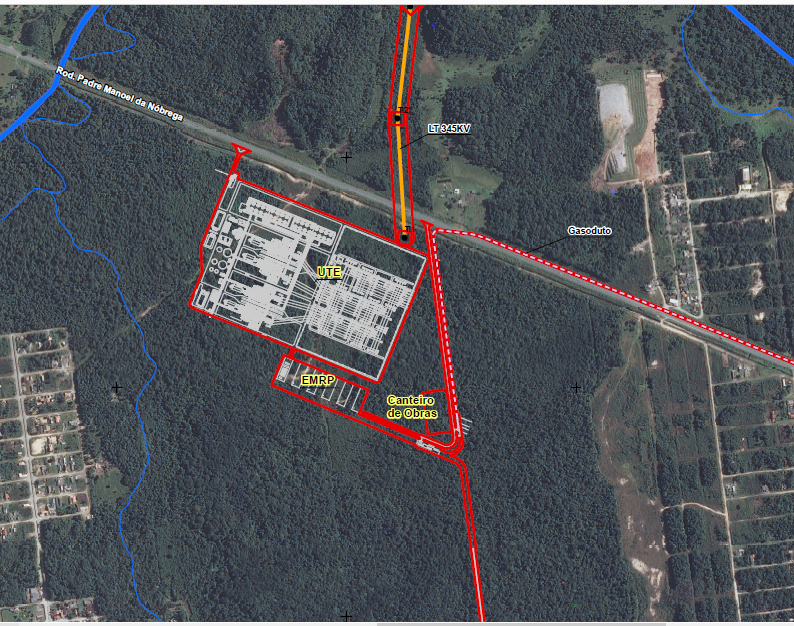 Rod. Padre Manoel da Nóbrega
LT 345KV
Gasoduto
UTE
EMRP
Canteiro
de Obras